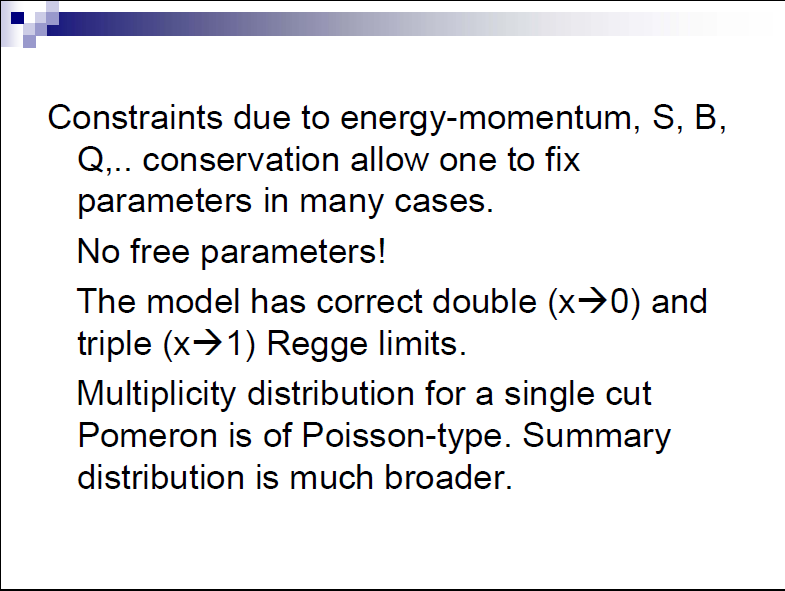 Constraints due to energy-momentum, S, B,
Q,.. conservation allow one to fix
parameters in many cases.
No free parameters!
The model has correct double (x→0) and
triple (x→1) Regge limits.
Multiplicity distribution for a single cut
Pomeron is of Poisson-type. Summary
distribution is much broader.